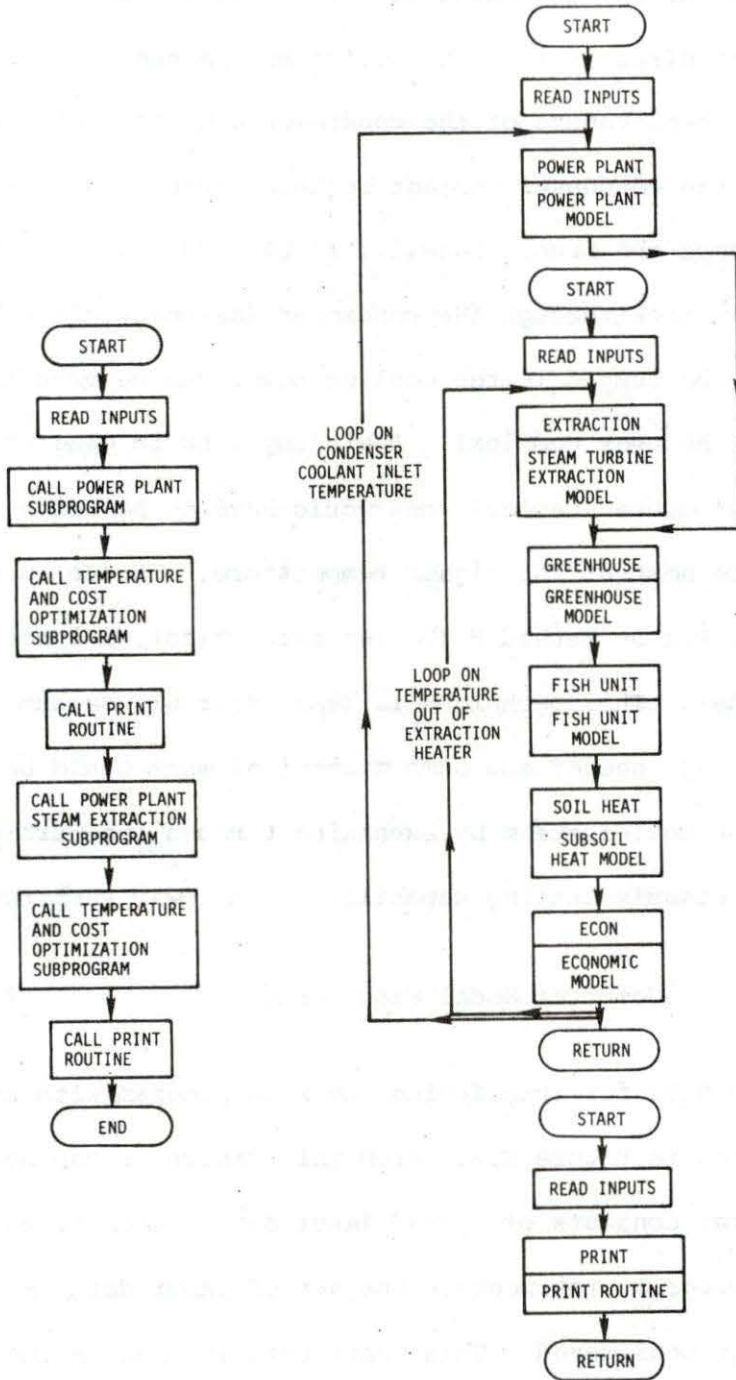 START
READ INPUTS
CALL POWER PLANT
SUBPROGRAM
CALL TEMPERATURE
AND COST
OPTIMIZATION
SUBPROGRAM
CALL PRINT
ROUTINE
CALL POWER PLANT
STEAM EXTRACTION
SUBPROGRAM
CALL TEMPERATURE
AND COST
OPTIMIZATION
SUBPROGRAM
CALL PRINT
ROUTINE
END
START
READ INPUTS
POWER PLANT
POWER PLANT
MODEL
START
READ INPUTS
LOOP ON
CONDENSER
COOLANT INLET
TEMPERATURE
EXTRACTION
STEAM TURBINE
EXTRACTION
MODEL
GREENHOUSE
GREENHOUSE
MODEL
LOOP ON
TEMPERATURE
OUT OF
EXTRACTION
HEATER
FISH UNIT
FISH UNIT
MODEL
SOIL HEAT
SUBSOIL
HEAT MODEL
ECON
ECONOMIC
MODEL
RETURN
START
READ INPUTS
PRINT
PRINT ROUTINE
RETURN